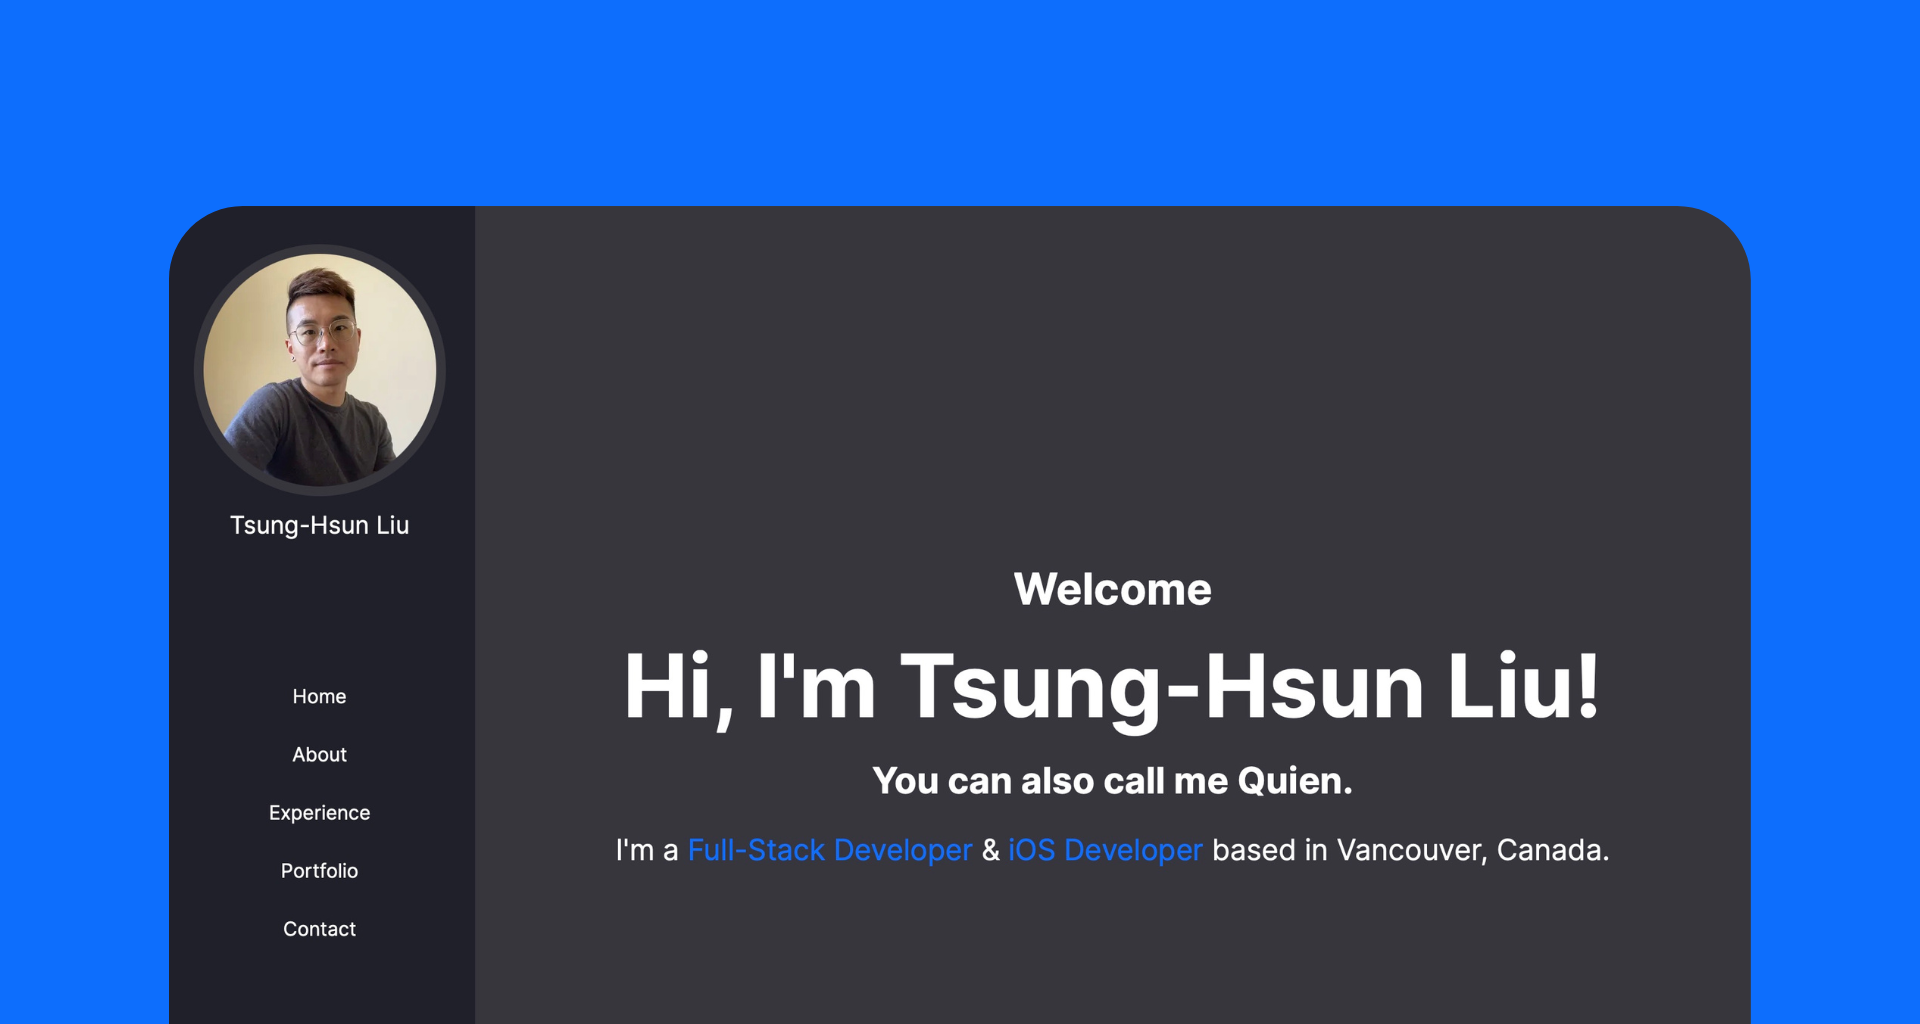 Tsung-Hsun Liu
Home
About
Experience
Portfolio
Contact
Welcome
Hi, I'm Tsung-Hsun Liu!
You can also call me Quien.
I'm a Full-Stack Developer & iOS Developer based in Vancouver, Canada.